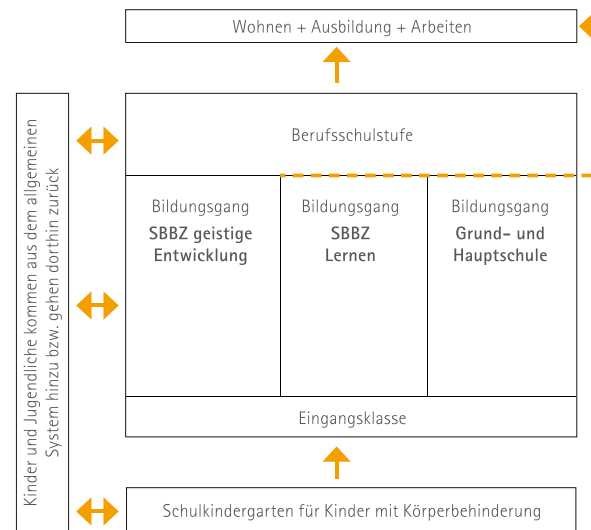 Wohnen + Ausbildung + Arbeiten
Kinder und Jugendliche kommen aus dem allgemeinen
System hinzu bzw. gehen dorthin zurück
Berufsschulstufe
Bildungsgang
SBBZ geistige
Entwicklung
Bildungsgang
SBBZ
Lernen
Bildungsgang
Grund- und
Hauptschule
Eingangsklasse
Schulkindergarten für Kinder mit Körperbehinderung